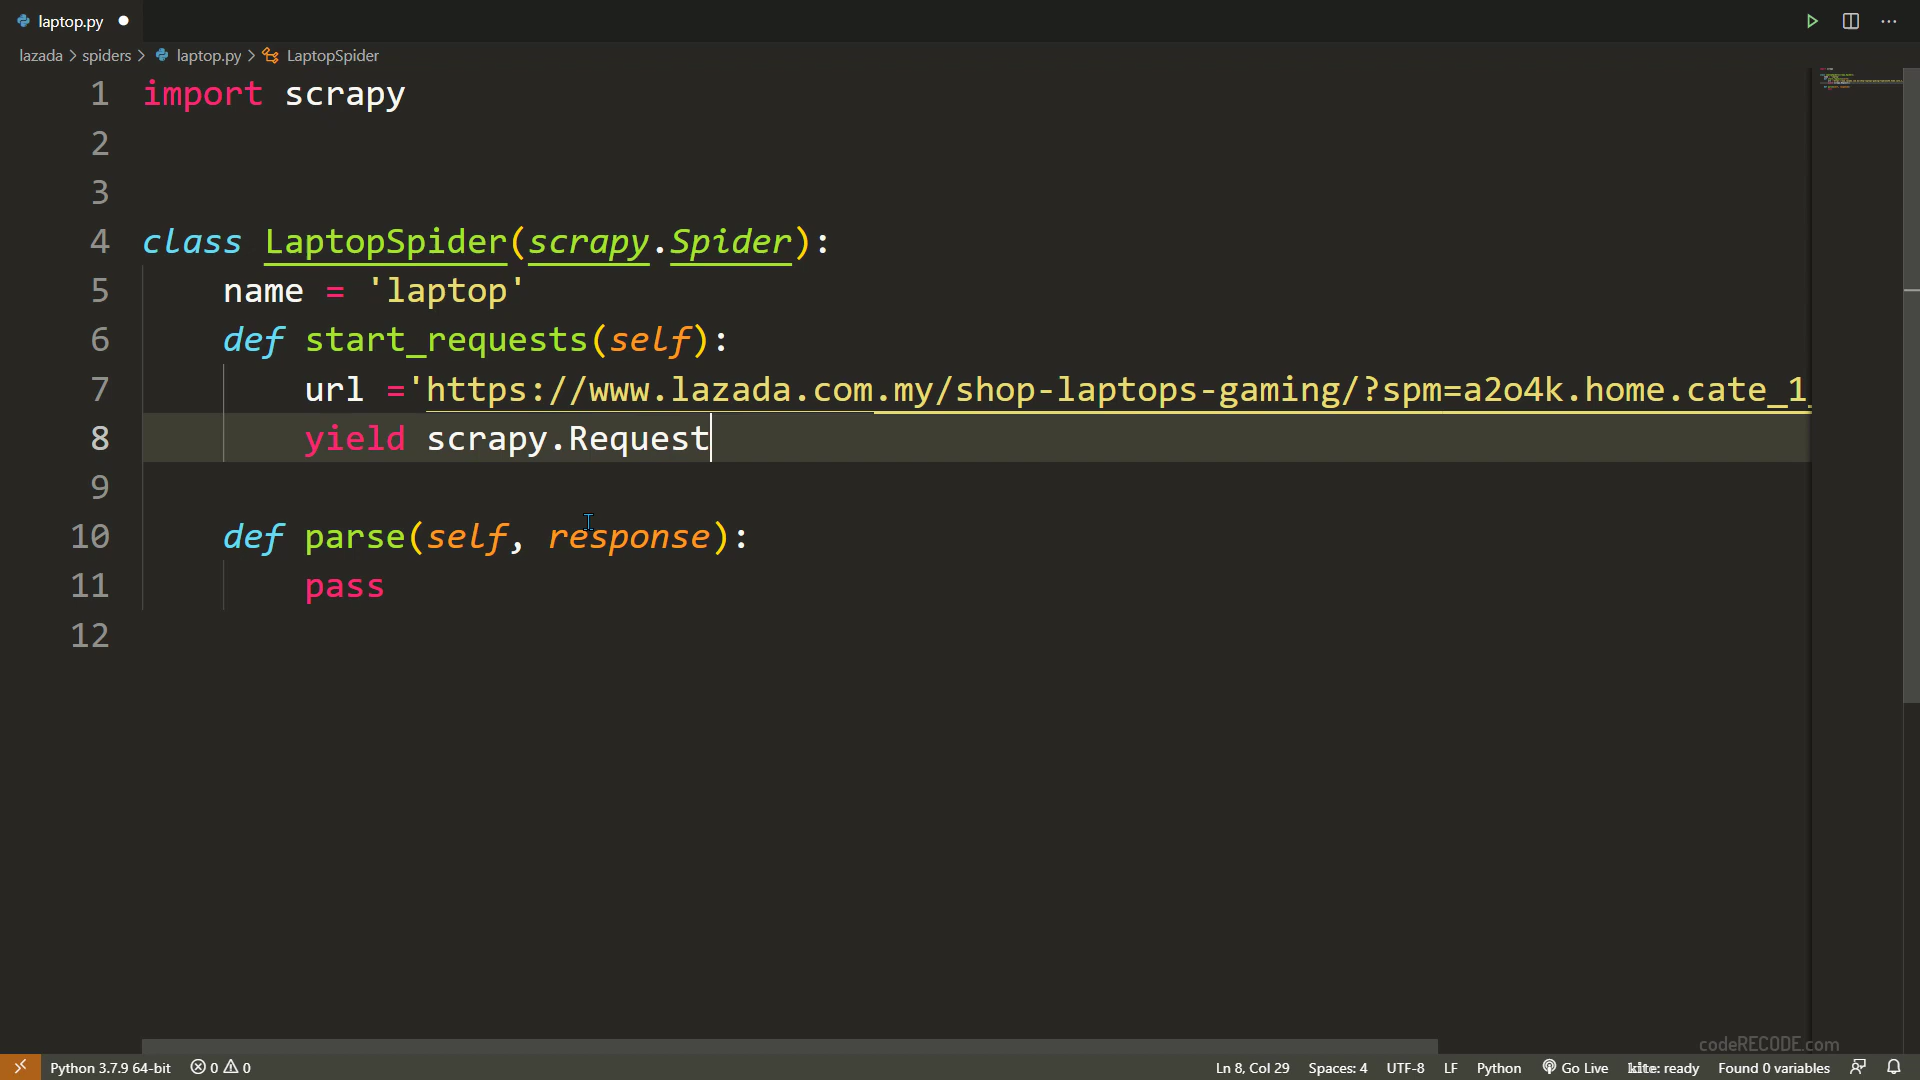 laptop.py
lazada > spiders > laptop.py > LaptopSpider
1 import scrapy
2
3
4 class LaptopSpider(scrapy.Spider):
5 name = 'laptop'
6 def start_requests(self):
7 url ='https://www.lazada.com.my/shop-laptops-gaming/?spm=a2o4k.home.cate_1_
8 yield scrapy.Request
9
10 def parse(self, response):
11 pass
12
codeRECODE.com
Python 3.7.9 64-bit 0 0 Ln 8, Col 29 Spaces: 4 UTF-8 LF Python Go Live kite: ready Found 0 variables